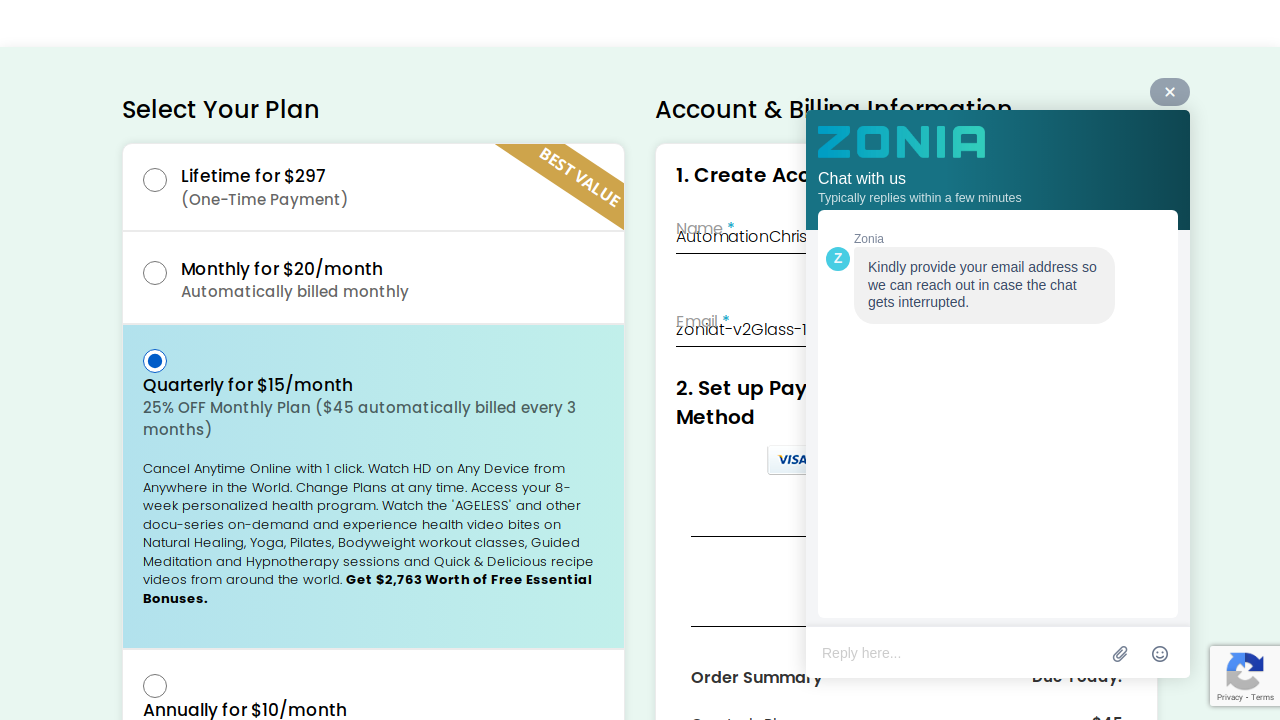 Select Your Plan
Lifetime for $297
(One-Time Payment)
BEST VALUE
Monthly for $20/month
Automatically billed monthly
Quarterly for $15/month
25% OFF Monthly Plan ($45 automatically billed every 3
months)
Cancel Anytime Online with 1 click. Watch HD on Any Device from
Anywhere in the World. Change Plans at any time. Access your 8-
week personalized health program. Watch the 'AGELESS' and other
docu-series on-demand and experience health video bites on
Natural Healing, Yoga, Pilates, Bodyweight workout classes, Guided
Meditation and Hypnotherapy sessions and Quick & Delicious recipe
videos from around the world. Get $2,763 Worth of Free Essential
Bonuses.
Annually for $10/month
Account & Billing Information
1. Create Acc
Name *
AutomationChris
Email *
zoniat-v2Glass-1
2. Set up Pay
Method
VISA
Order Summary
Due Today:
$45
ZONIA
Chat with us
Typically replies within a few minutes
Zonia
Z
Kindly provide your email address so
we can reach out in case the chat
gets interrupted.
Reply here...
Privacy - Terms